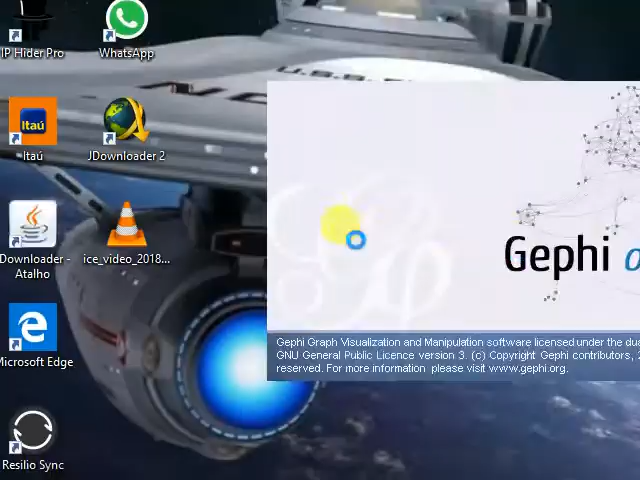 IP Hider Pro
WhatsApp
U.S.S.
NC
Itaú
Itaú
JDownloader 2
Downloader -
Atalho
ice_video_2018...
Gephi
Gephi Graph Visualization and Manipulation software licensed under the dua
GNU General Public Licence version 3. (c) Copyright Gephi contributors, 2
reserved. For more information please visit www.gephi.org.
Microsoft Edge
Resilio Sync